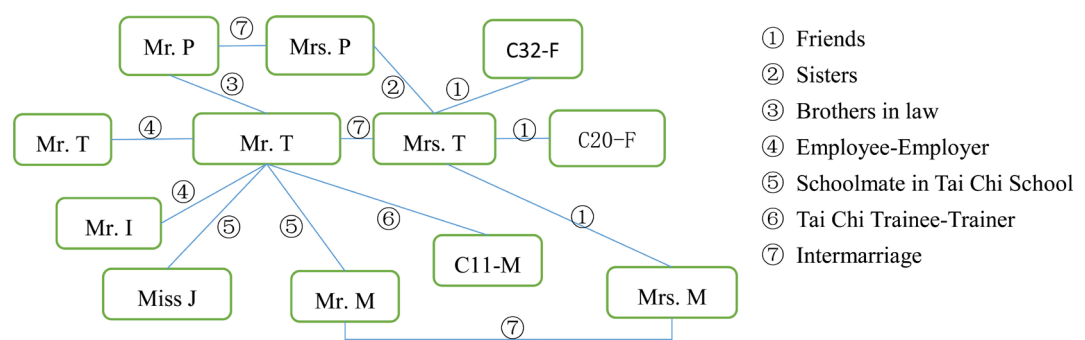 Mr. P
⑦
Mrs. P
C32-F
① Friends
② Sisters
③ Brothers in law
④ Employee-Employer
⑤ Schoolmate in Tai Chi School
⑥ Tai Chi Trainee-Trainer
⑦ Intermarriage
③
②
①
Mr. T
④
Mr. T
⑦
Mrs. T
①
C20-F
④
⑤
⑤
⑥
①
Mr. I
Miss J
Mr. M
C11-M
Mrs. M
⑦